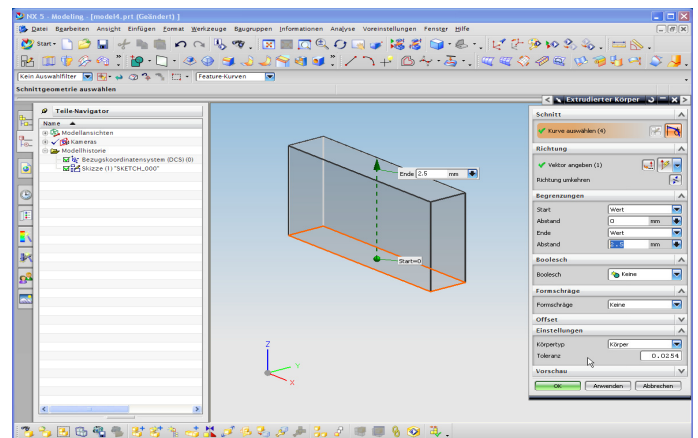 NX 5 - Modeling - [model4.prt (Geändert) ]
Datei Bearbeiten Ansicht Einfügen Format Werkzeuge Baugruppen Informationen Analyse Voreinstellungen Fenster Hilfe
Start
Kein Auswahlfilter Feature-Kurven
Schnittgeometrie auswählen
Teile-Navigator
Name
Modellansichten
Kameras
Modellhistorie
Bezugskoordinatensystem (DCS) (0)
Skizze (1) "SKETCH_000"
Ende 2.5 mm
Start=0
Z
Y
X
Extrudierter Körper
Schnitt
Kurve auswählen (4)
Richtung
Vektor angeben (1)
Richtung umkehren
Begrenzungen
Start Wert
Abstand 0 mm
Ende Wert
Abstand 2.5 mm
Boolesch
Boolesch Keine
Formschräge
Formschräge Keine
Offset
Einstellungen
Körpertyp Körper
Toleranz 0.0254
Vorschau
OK Anwenden Abbrechen